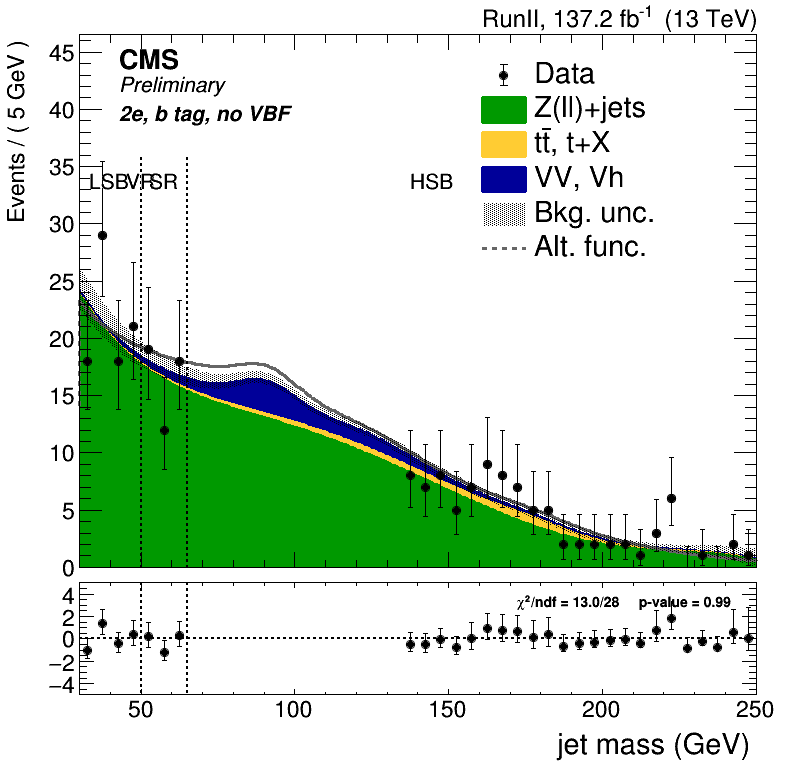 RunII, 137.2 fb-1 (13 TeV)
CMS
Preliminary
2e, b tag, no VBF
Data
Z(ll)+jets
tt̄, t+X
VV, Vh
Bkg. unc.
Alt. func.
LSB VR SR HSB
Events / ( 5 GeV )
45
40
35
30
25
20
15
10
5
0
χ²/ndf = 13.0/28 p-value = 0.99
4
2
0
−2
−4
50 100 150 200 250
jet mass (GeV)